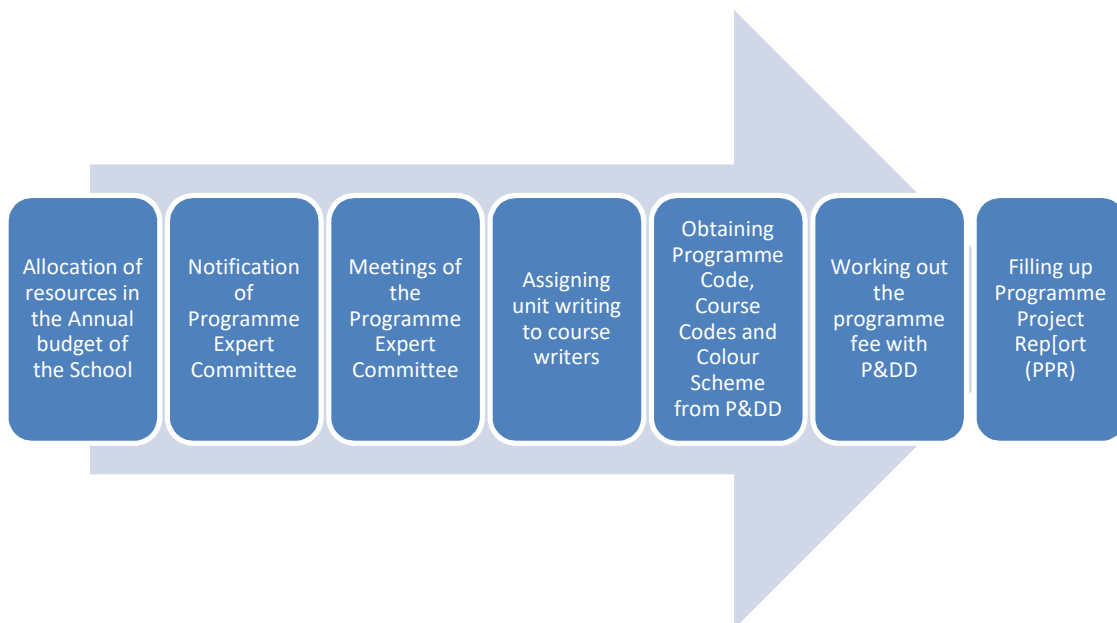 Allocation of
resources in
the Annual
budget of
the School
Notification
of
Programme
Expert
Committee
Meetings of
the
Programme
Expert
Committee
Assigning
unit writing
to course
writers
Obtaining
Programme
Code,
Course
Codes and
Colour
Scheme
from P&DD
Working out
the
programme
fee with
P&DD
Filling up
Programme
Project
Rep[ort
(PPR)